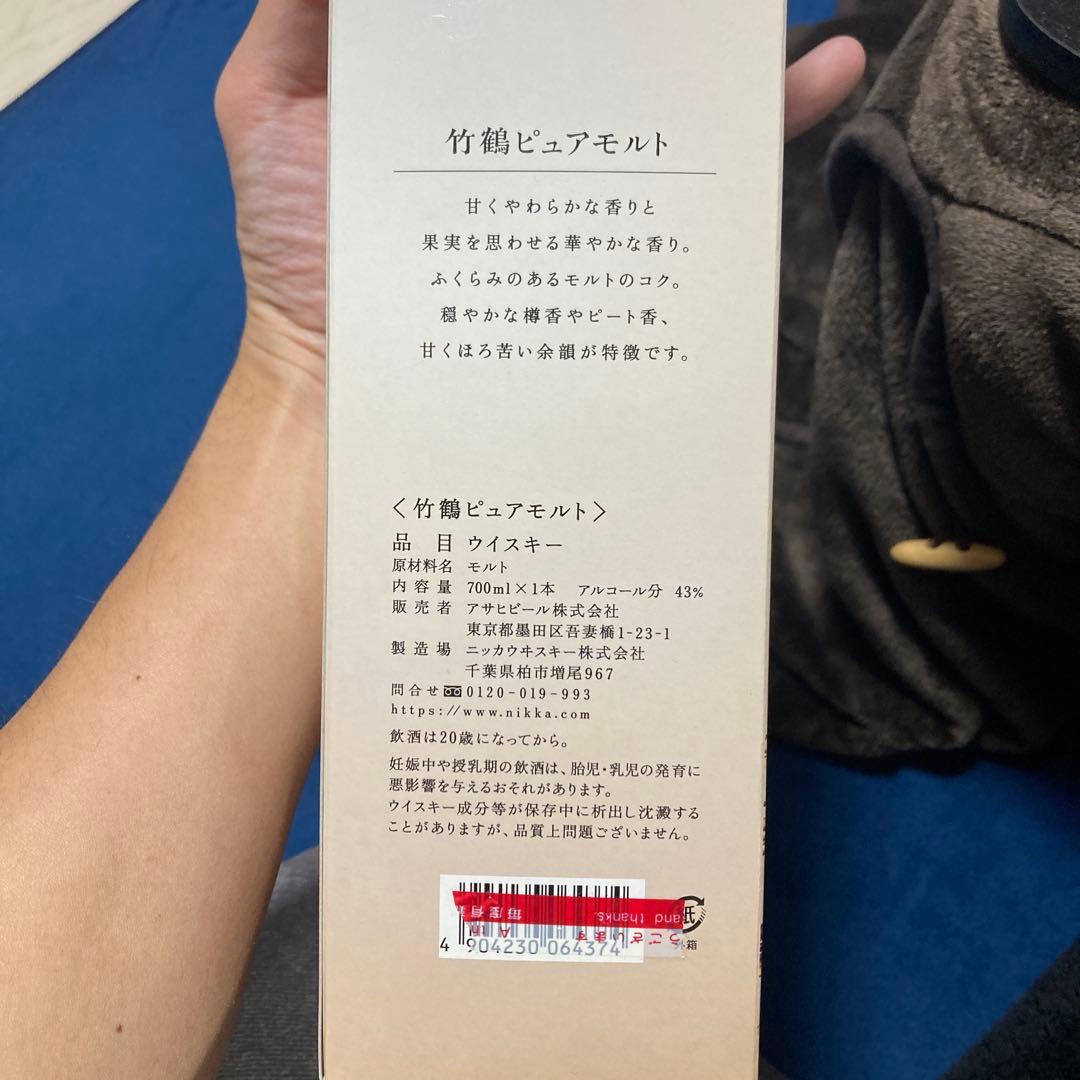 竹鶴ピュアモルト
甘くやわらかな香りと
果実を思わせる華やかな香り。
ふくらみのあるモルトのコク。
穏やかな樽香やピート香、
甘くほろ苦い余韻が特徴です。
〈竹鶴ピュアモルト〉
品目 ウイスキー
原材料名 モルト
内容量 700ml×1本 アルコール分 43%
販売者 アサヒビール株式会社
東京都墨田区吾妻橋1-23-1
製造場 ニッカウヰスキー株式会社
千葉県柏市増尾967
問合せ 0120-019-993
https://www.nikka.com
飲酒は20歳になってから。
妊娠中や授乳期の飲酒は、胎児・乳児の発育に
悪影響を与えるおそれがあります。
ウイスキー成分等が保存中に析出し沈澱する
ことがありますが、品質上問題ございません。
and thanks.
毎度有
うございます
4 904230 064374
紙
外箱